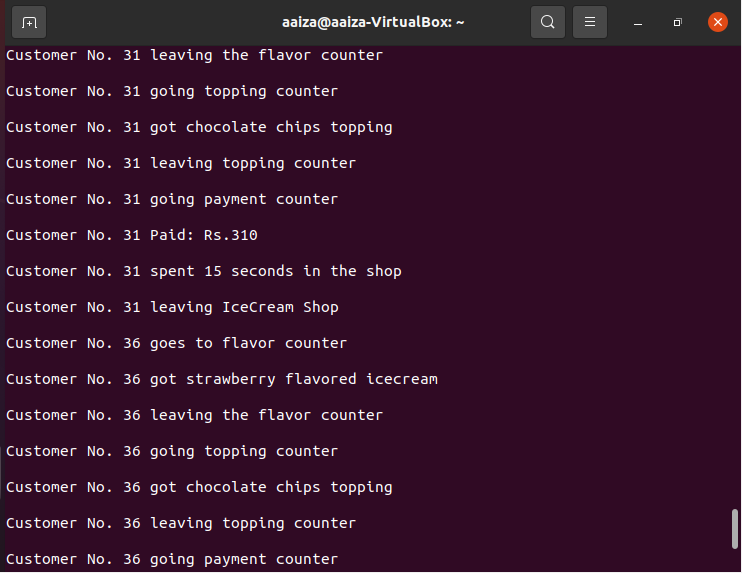 aaiza@aaiza-VirtualBox: ~
Customer No. 31 leaving the flavor counter
Customer No. 31 going topping counter
Customer No. 31 got chocolate chips topping
Customer No. 31 leaving topping counter
Customer No. 31 going payment counter
Customer No. 31 Paid: Rs.310
Customer No. 31 spent 15 seconds in the shop
Customer No. 31 leaving IceCream Shop
Customer No. 36 goes to flavor counter
Customer No. 36 got strawberry flavored icecream
Customer No. 36 leaving the flavor counter
Customer No. 36 going topping counter
Customer No. 36 got chocolate chips topping
Customer No. 36 leaving topping counter
Customer No. 36 going payment counter